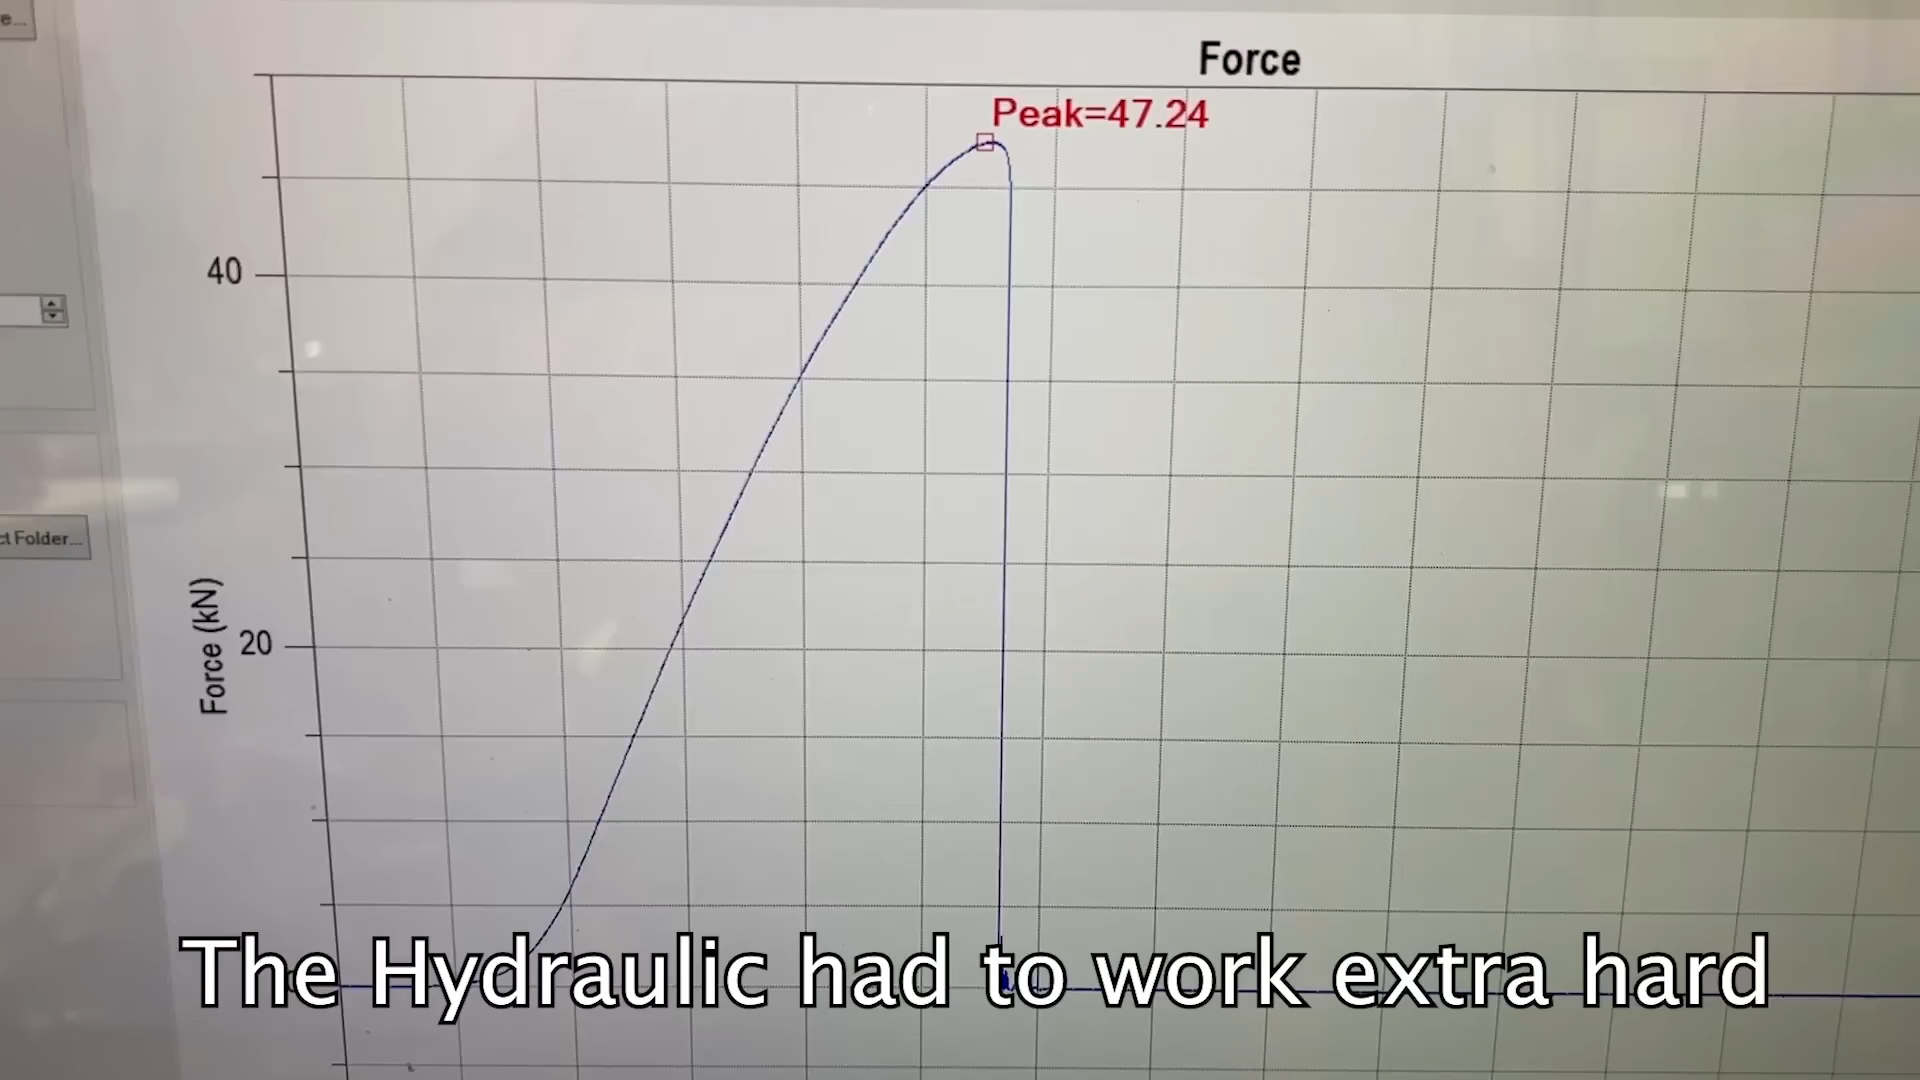 e...
Force
Peak=47.24
40
ct Folder...
Force (kN)
20
The Hydraulic had to work extra hard